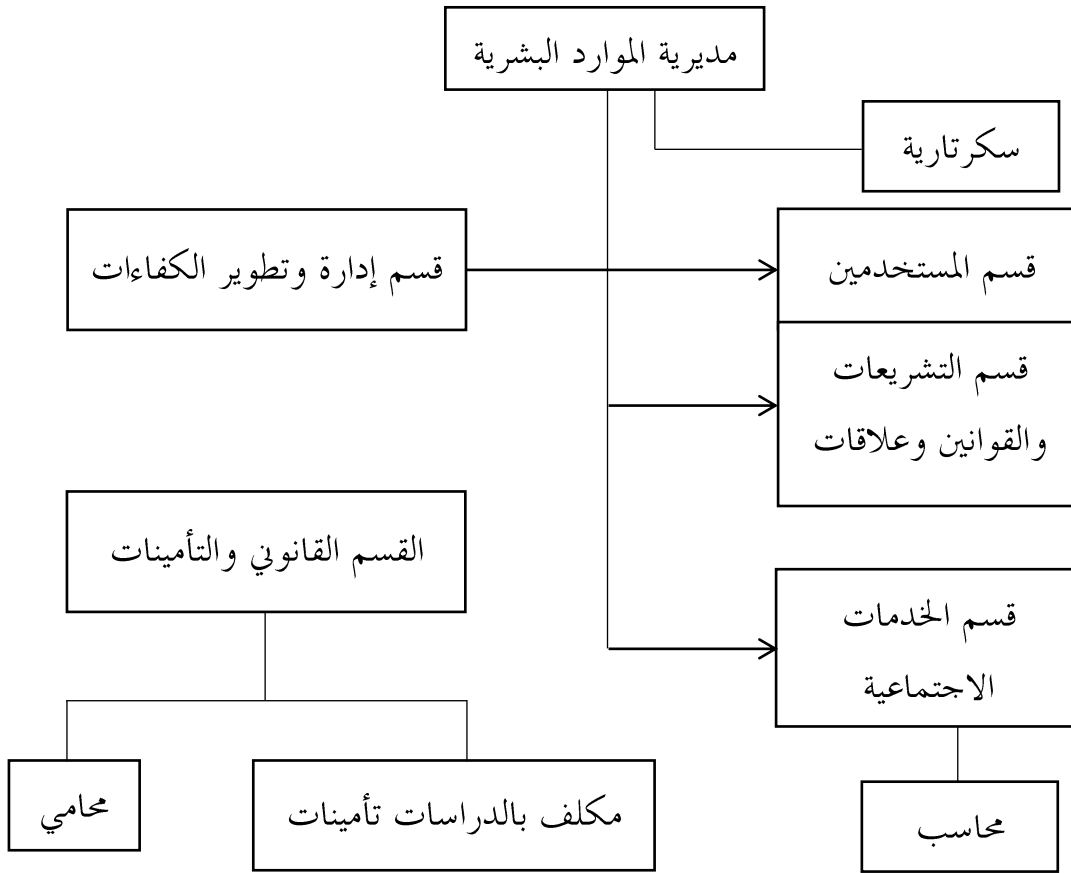 مديرية الموارد البشرية
سكرتارية
قسم المستخدمين
قسم إدارة وتطوير الكفاءات
قسم التشريعات
والقوانين وعلاقات
القسم القانوني والتأمينات
قسم الخدمات
الاجتماعية
محاسب
مكلف بالدراسات تأمينات
محامي